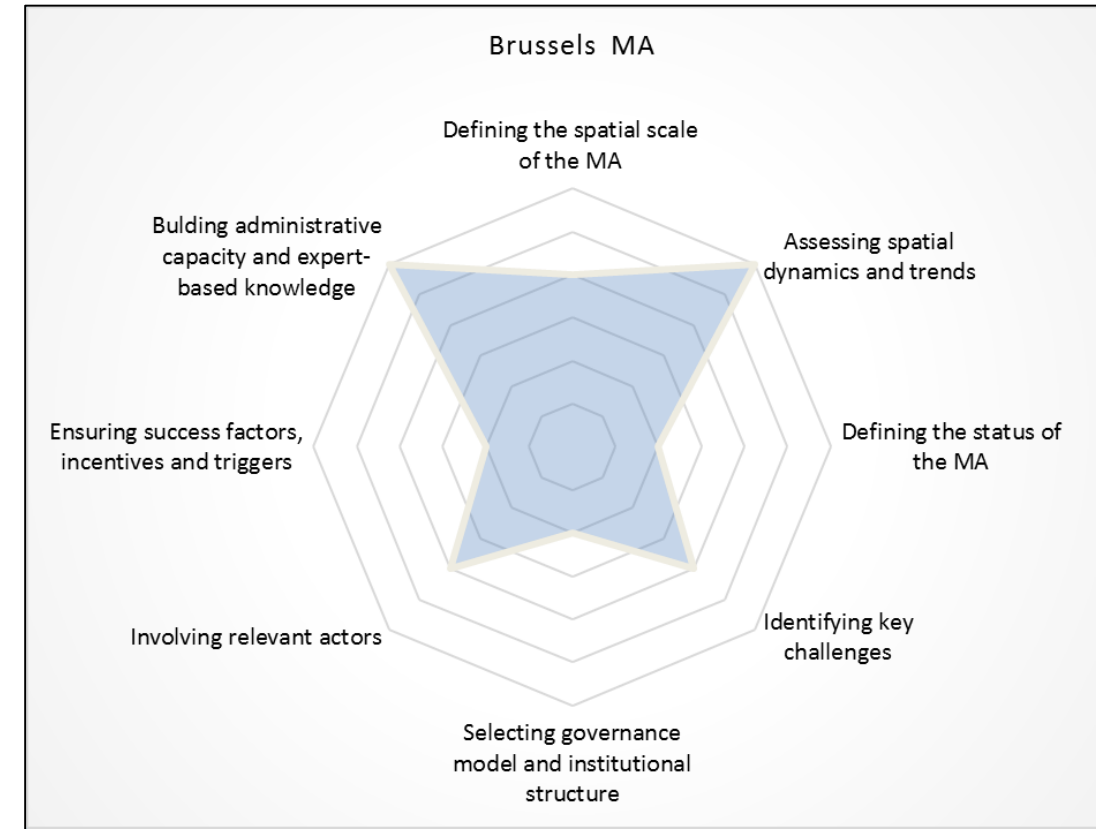 Brussels MA
Defining the spatial scale
of the MA
Assessing spatial
dynamics and trends
Defining the status of
the MA
Identifying key
challenges
Selecting governance
model and institutional
structure
Involving relevant actors
Ensuring success factors,
incentives and triggers
Bulding administrative
capacity and expert-
based knowledge